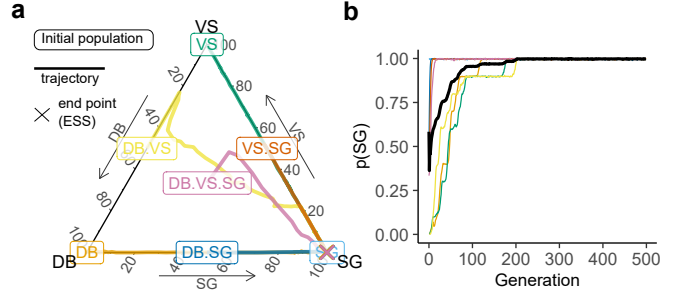 a
Initial population
trajectory
end point
(ESS)
VS
VS
00
20
80
40
DB
60
VS
DB.VS
VS.SG
40
DB.VS.SG
80
20
100
DB
DB
DB.SG
SG
20
40
60
80
100
SG
SG
b
1.00
0.75
0.50
0.25
0.00
p(SG)
0
100
200
300
400
500
Generation